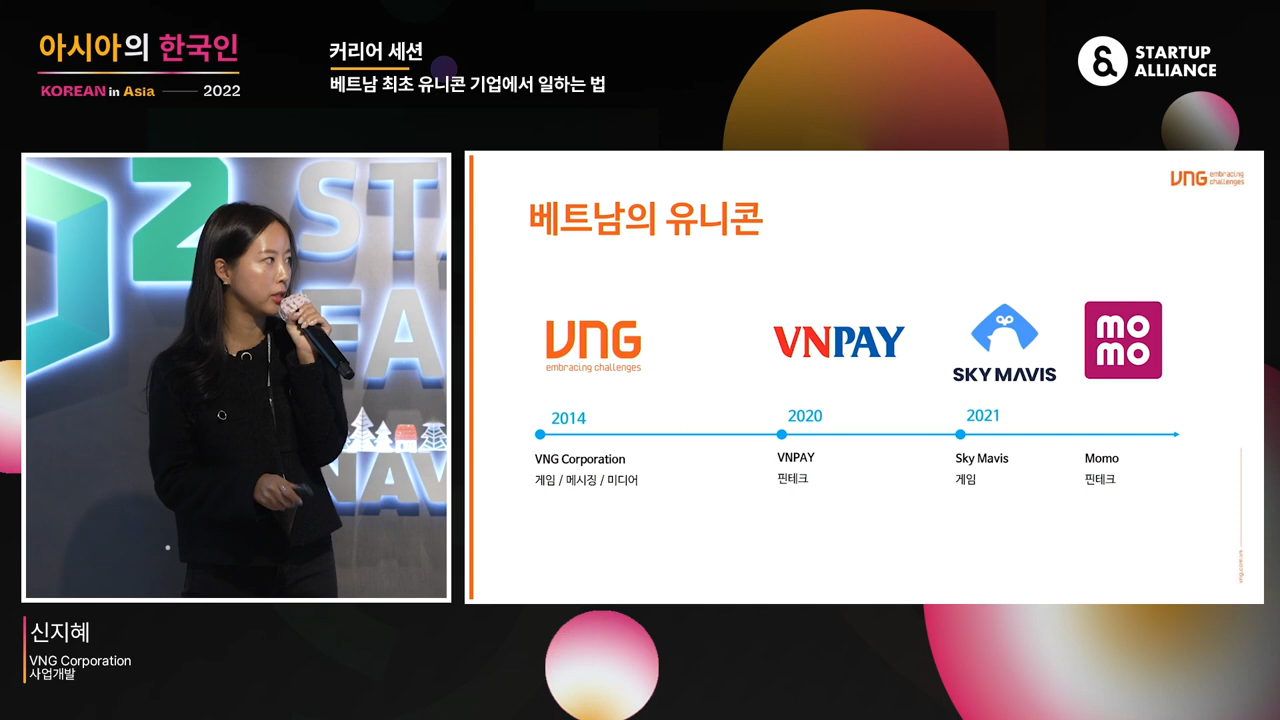 아시아의 한국인
KOREAN in Asia 2022
커리어 세션
베트남 최초 유니콘 기업에서 일하는 법
STARTUP
ALLIANCE
2
ST
FA
NAV
VNG embracing
challenges
베트남의 유니콘
VNG
embracing challenges
VNPAY
SKY MAVIS
MO
MO
2014
2020
2021
VNG Corporation
게임 / 메시징 / 미디어
VNPAY
핀테크
Sky Mavis
게임
Momo
핀테크
신지혜
VNG Corporation
사업개발